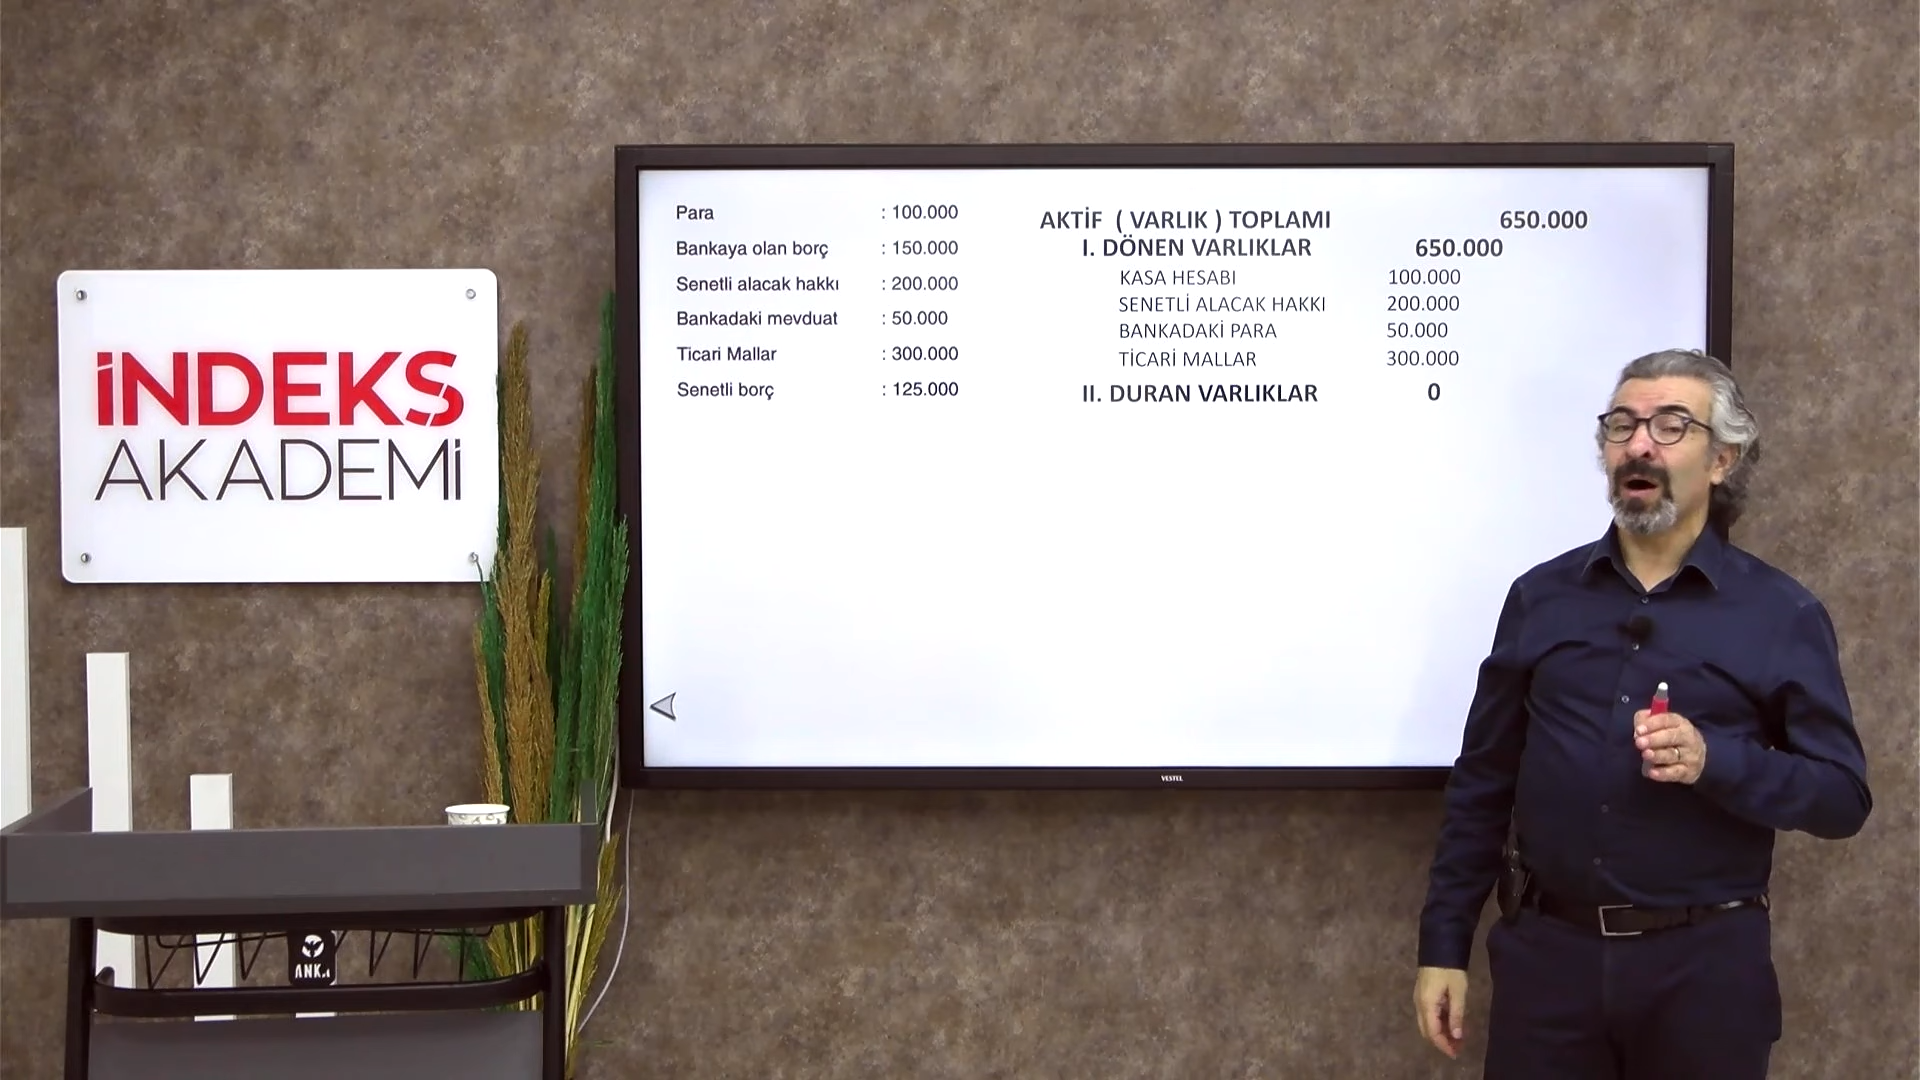 İNDEKS
AKADEMİ
Para : 100.000
Bankaya olan borç : 150.000
Senetli alacak hakkı : 200.000
Bankadaki mevduat : 50.000
Ticari Mallar : 300.000
Senetli borç : 125.000
AKTİF ( VARLIK ) TOPLAMI 650.000
I. DÖNEN VARLIKLAR 650.000
KASA HESABI 100.000
SENETLİ ALACAK HAKKI 200.000
BANKADAKİ PARA 50.000
TİCARİ MALLAR 300.000
II. DURAN VARLIKLAR 0
VESTEL
ANKA